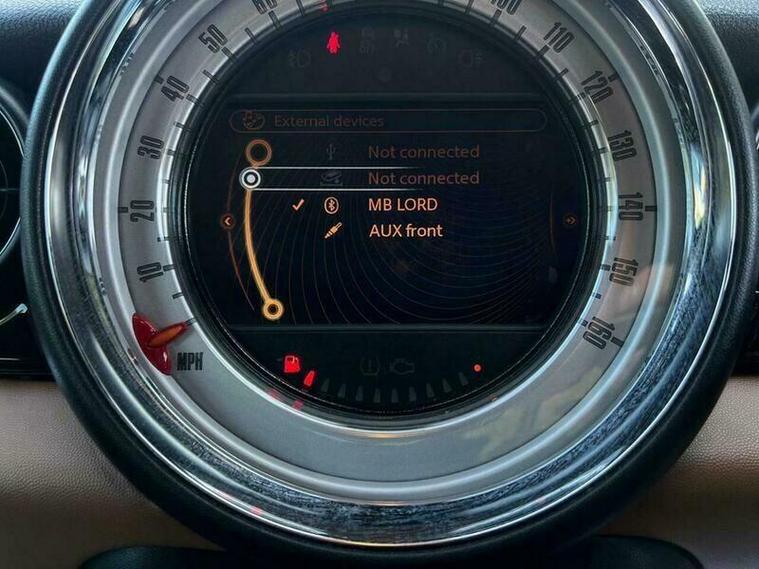 50
40
30
20
10
MPH
100
110
120
130
140
150
160
External devices
Not connected
Not connected
MB LORD
AUX front